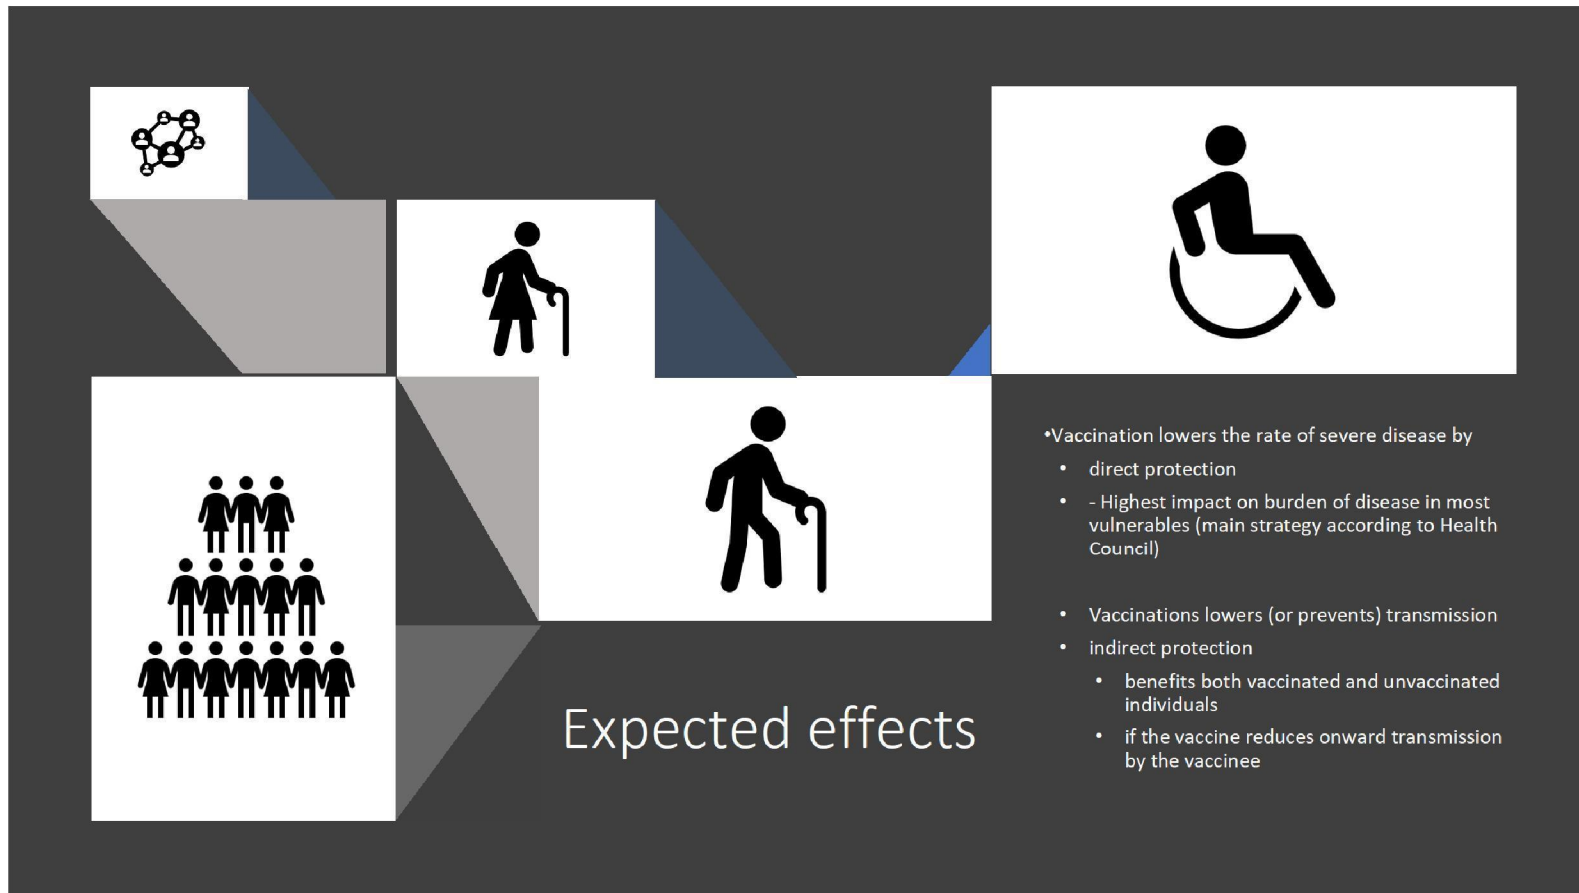 •Vaccination lowers the rate of severe disease by
• direct protection
• - Highest impact on burden of disease in most
vulnerables (main strategy according to Health
Council)
• Vaccinations lowers (or prevents) transmission
• indirect protection
• benefits both vaccinated and unvaccinated
individuals
• if the vaccine reduces onward transmission
by the vaccinee
Expected effects